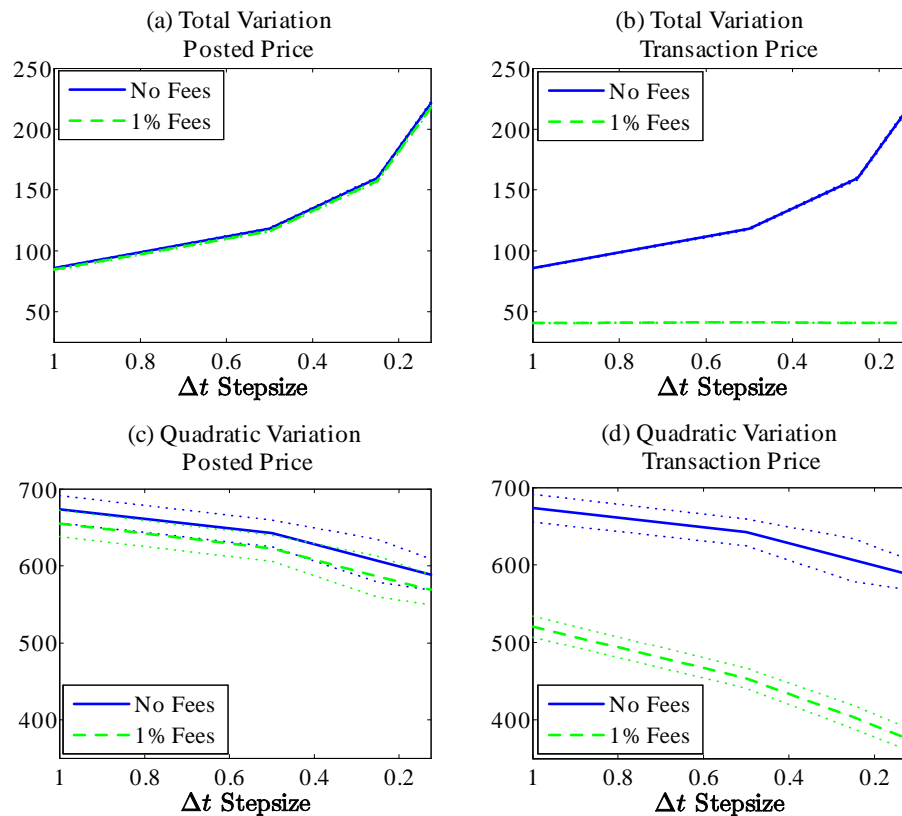 (a) Total Variation
Posted Price
250
200
150
100
50
1
0.8
0.6
0.4
0.2
Δt Stepsize
No Fees
1% Fees
(b) Total Variation
Transaction Price
250
200
150
100
50
1
0.8
0.6
0.4
0.2
Δt Stepsize
No Fees
1% Fees
(c) Quadratic Variation
Posted Price
700
600
500
400
1
0.8
0.6
0.4
0.2
Δt Stepsize
No Fees
1% Fees
(d) Quadratic Variation
Transaction Price
700
600
500
400
1
0.8
0.6
0.4
0.2
Δt Stepsize
No Fees
1% Fees